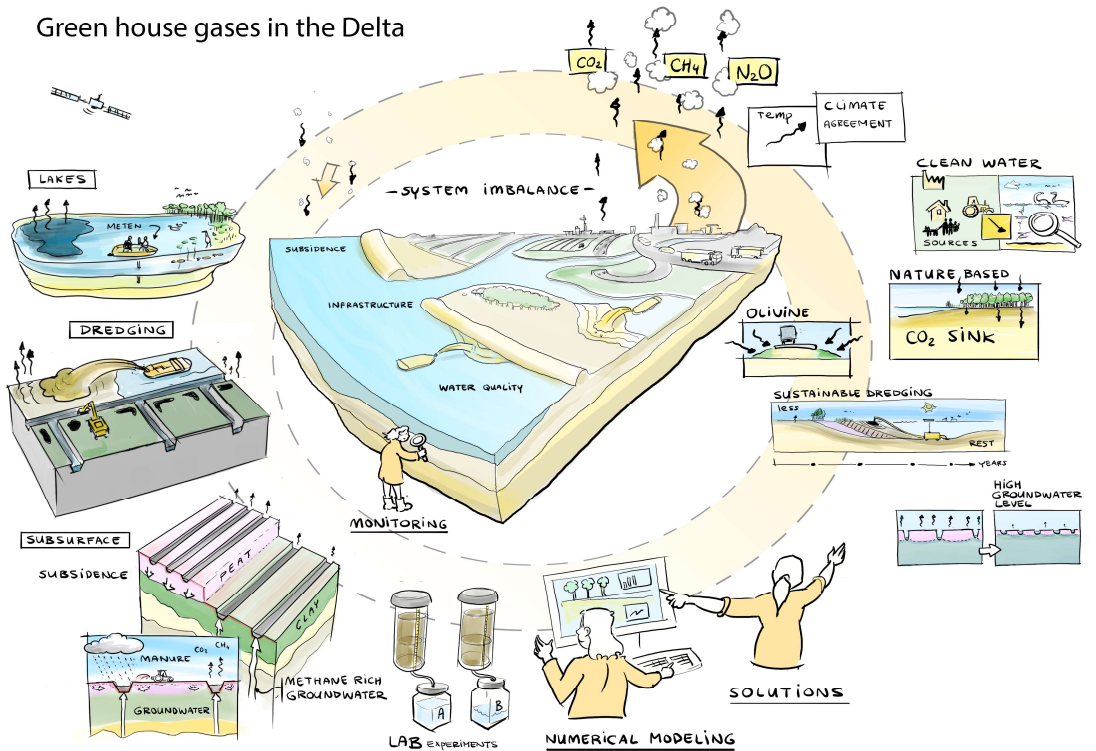 Green house gases in the Delta
CO2
CH4
N2O
Temp
CLIMATE
AGREEMENT
- SYSTEM IMBALANCE -
LAKES
METEN
SUBSIDENCE
INFRASTRUCTURE
WATER QUALITY
CLEAN WATER
SOURCES
NATURE BASED
CO2 SINK
OLIVINE
DREDGING
SUSTAINABLE DREDGING
less
REST
YEARS
HIGH
GROUNDWATER
LEVEL
MONITORING
SUBSURFACE
SUBSIDENCE
PEAT
CLAY
CO2 CH4
MANURE
GROUNDWATER
METHANE RICH
GROUNDWATER
A
B
LAB EXPERIMENTS
NUMERICAL MODELING
SOLUTIONS